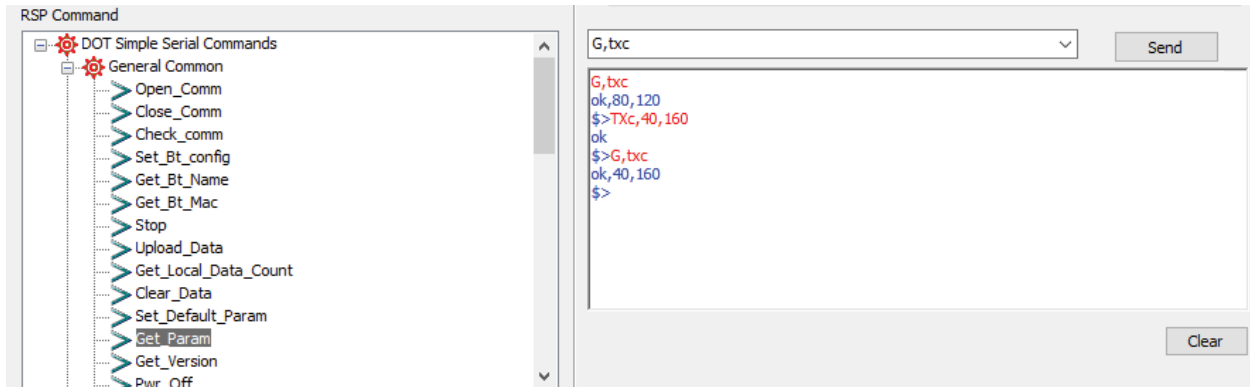 RSP Command
DOT Simple Serial Commands
General Common
Open_Comm
Close_Comm
Check_comm
Set_Bt_config
Get_Bt_Name
Get_Bt_Mac
Stop
Upload_Data
Get_Local_Data_Count
Clear_Data
Set_Default_Param
Get_Param
Get_Version
Pwr_Off
G,txc
Send
G,txc
ok,80,120
$>TXc,40,160
ok
$>G,txc
ok,40,160
$>
Clear